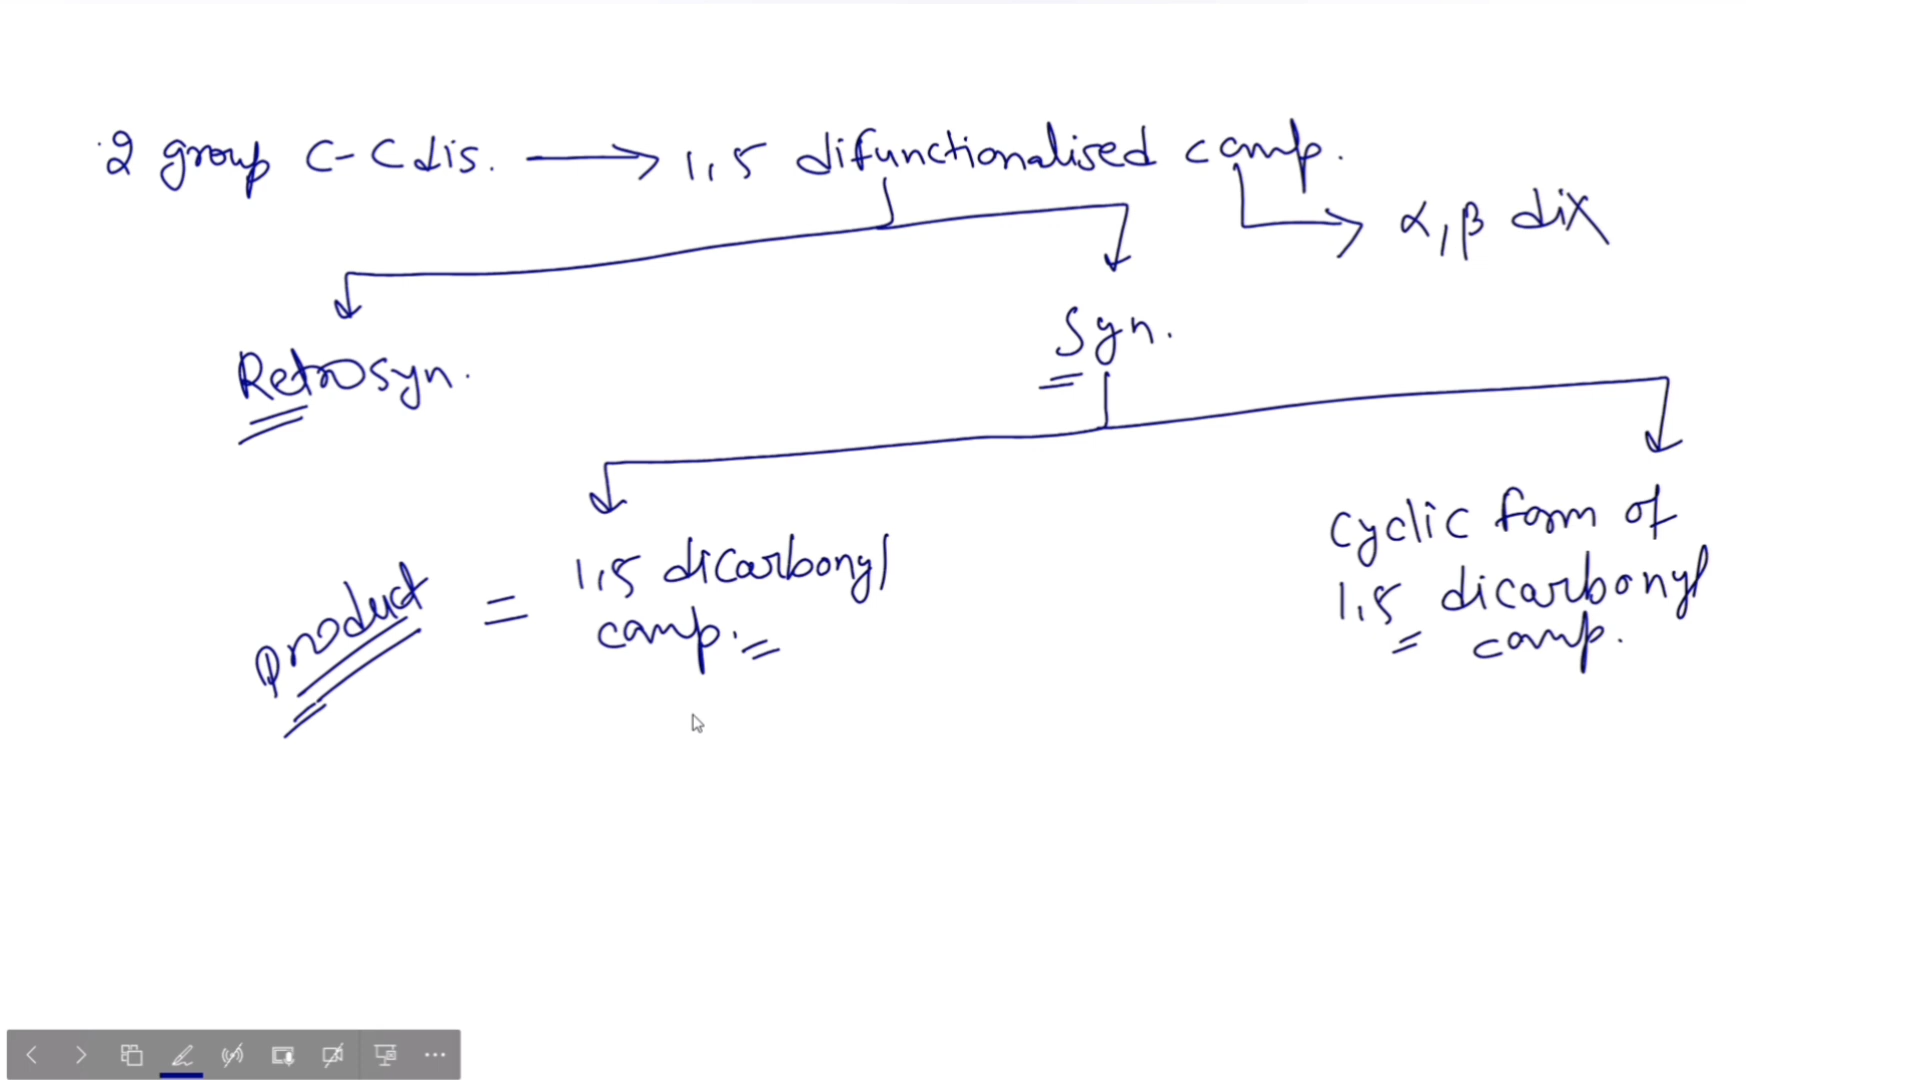 2 group C-C dis. → 1,5 difunctionalised comp.
→ α,β dix
Retrosyn.
Syn.
product = 1,5 dicarbonyl comp.
cyclic form of
1,5 dicarbonyl
comp.